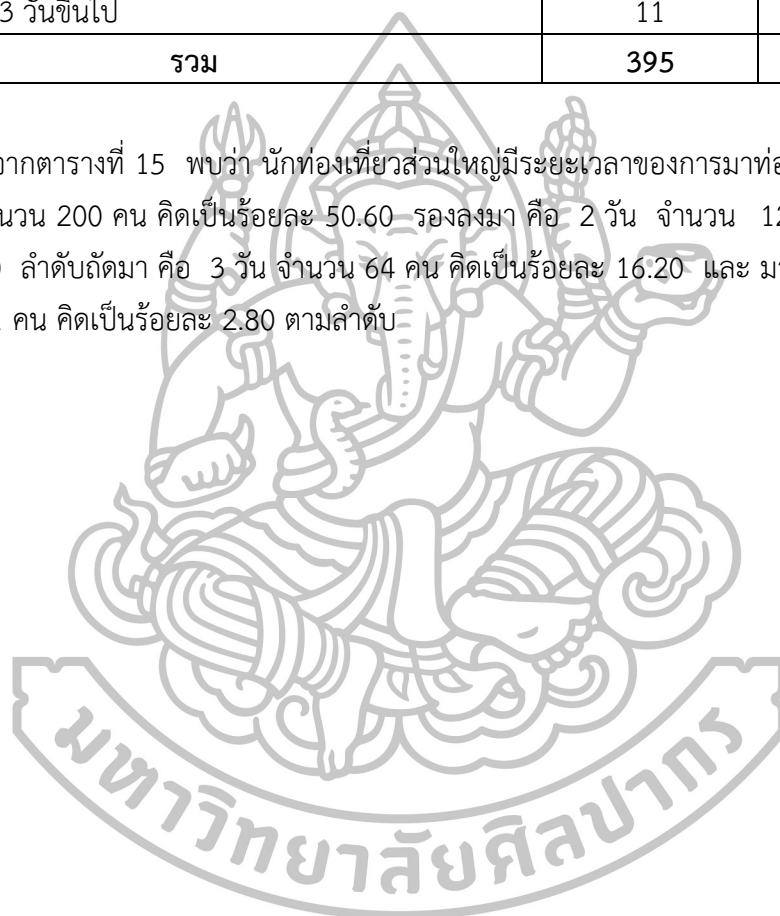 3 วันขึ้นไป 11
รวม 395
จากตารางที่ 15 พบว่า นักท่องเที่ยวส่วนใหญ่มีระยะเวลาของการมาท่อ
นวน 200 คน คิดเป็นร้อยละ 50.60 รองลงมา คือ 2 วัน จำนวน 12
ลำดับถัดมา คือ 3 วัน จำนวน 64 คน คิดเป็นร้อยละ 16.20 และ มา
คน คิดเป็นร้อยละ 2.80 ตามลำดับ
มหาวิทยาลัยศิลปากร